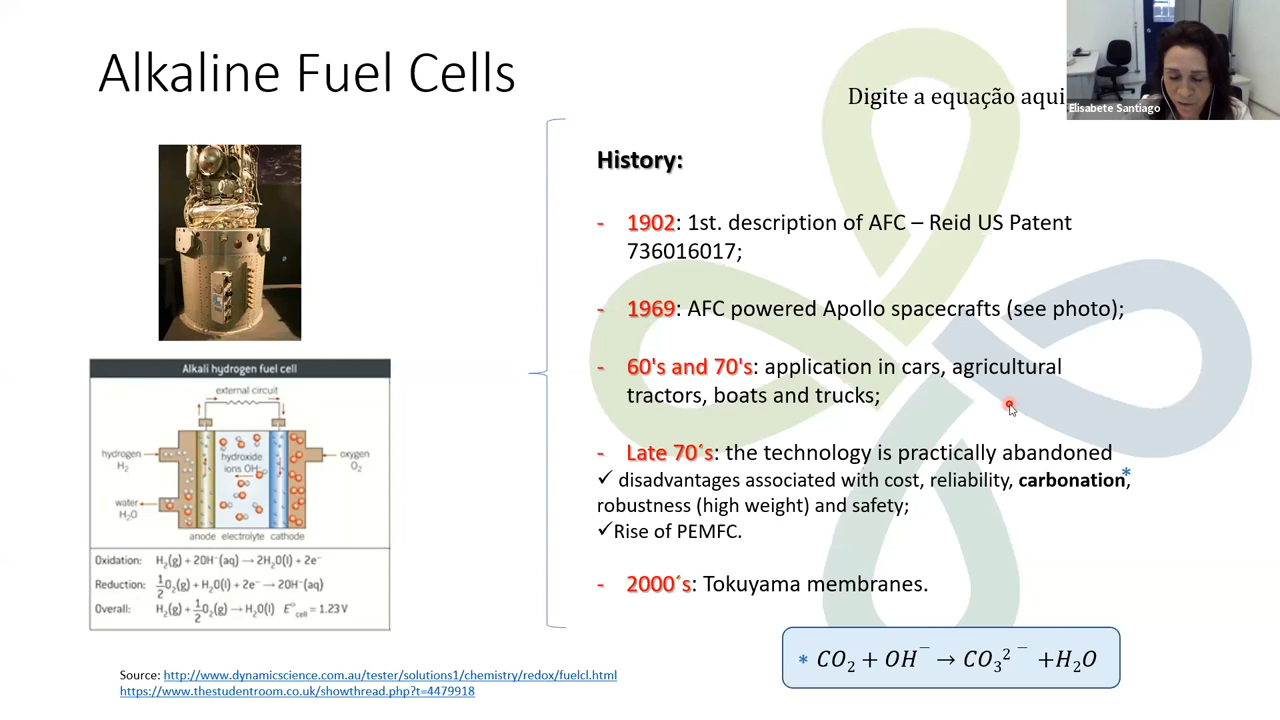 Alkaline Fuel Cells
Digite a equação aqui
Elisabete Santiago
Alkali hydrogen fuel cell
external circuit
hydrogen
H₂
hydroxide
ions OH⁻
oxygen
O₂
water
H₂O
anode electrolyte cathode
Oxidation: H₂(g) + 2OH⁻(aq) → 2H₂O(l) + 2e⁻
Reduction: ½O₂(g) + H₂O(l) + 2e⁻ → 2OH⁻(aq)
Overall: H₂(g) + ½O₂(g) → H₂O(l) E°cell = 1.23 V
Source: http://www.dynamicscience.com.au/tester/solutions1/chemistry/redox/fuelcl.html
https://www.thestudentroom.co.uk/showthread.php?t=4479918
History:
- 1902: 1st. description of AFC – Reid US Patent
736016017;
- 1969: AFC powered Apollo spacecrafts (see photo);
- 60's and 70's: application in cars, agricultural
tractors, boats and trucks;
- Late 70´s: the technology is practically abandoned
✓ disadvantages associated with cost, reliability, carbonation*,
robustness (high weight) and safety;
✓Rise of PEMFC.
- 2000´s: Tokuyama membranes.
* CO₂ + OH⁻ → CO₃²⁻ +H₂O